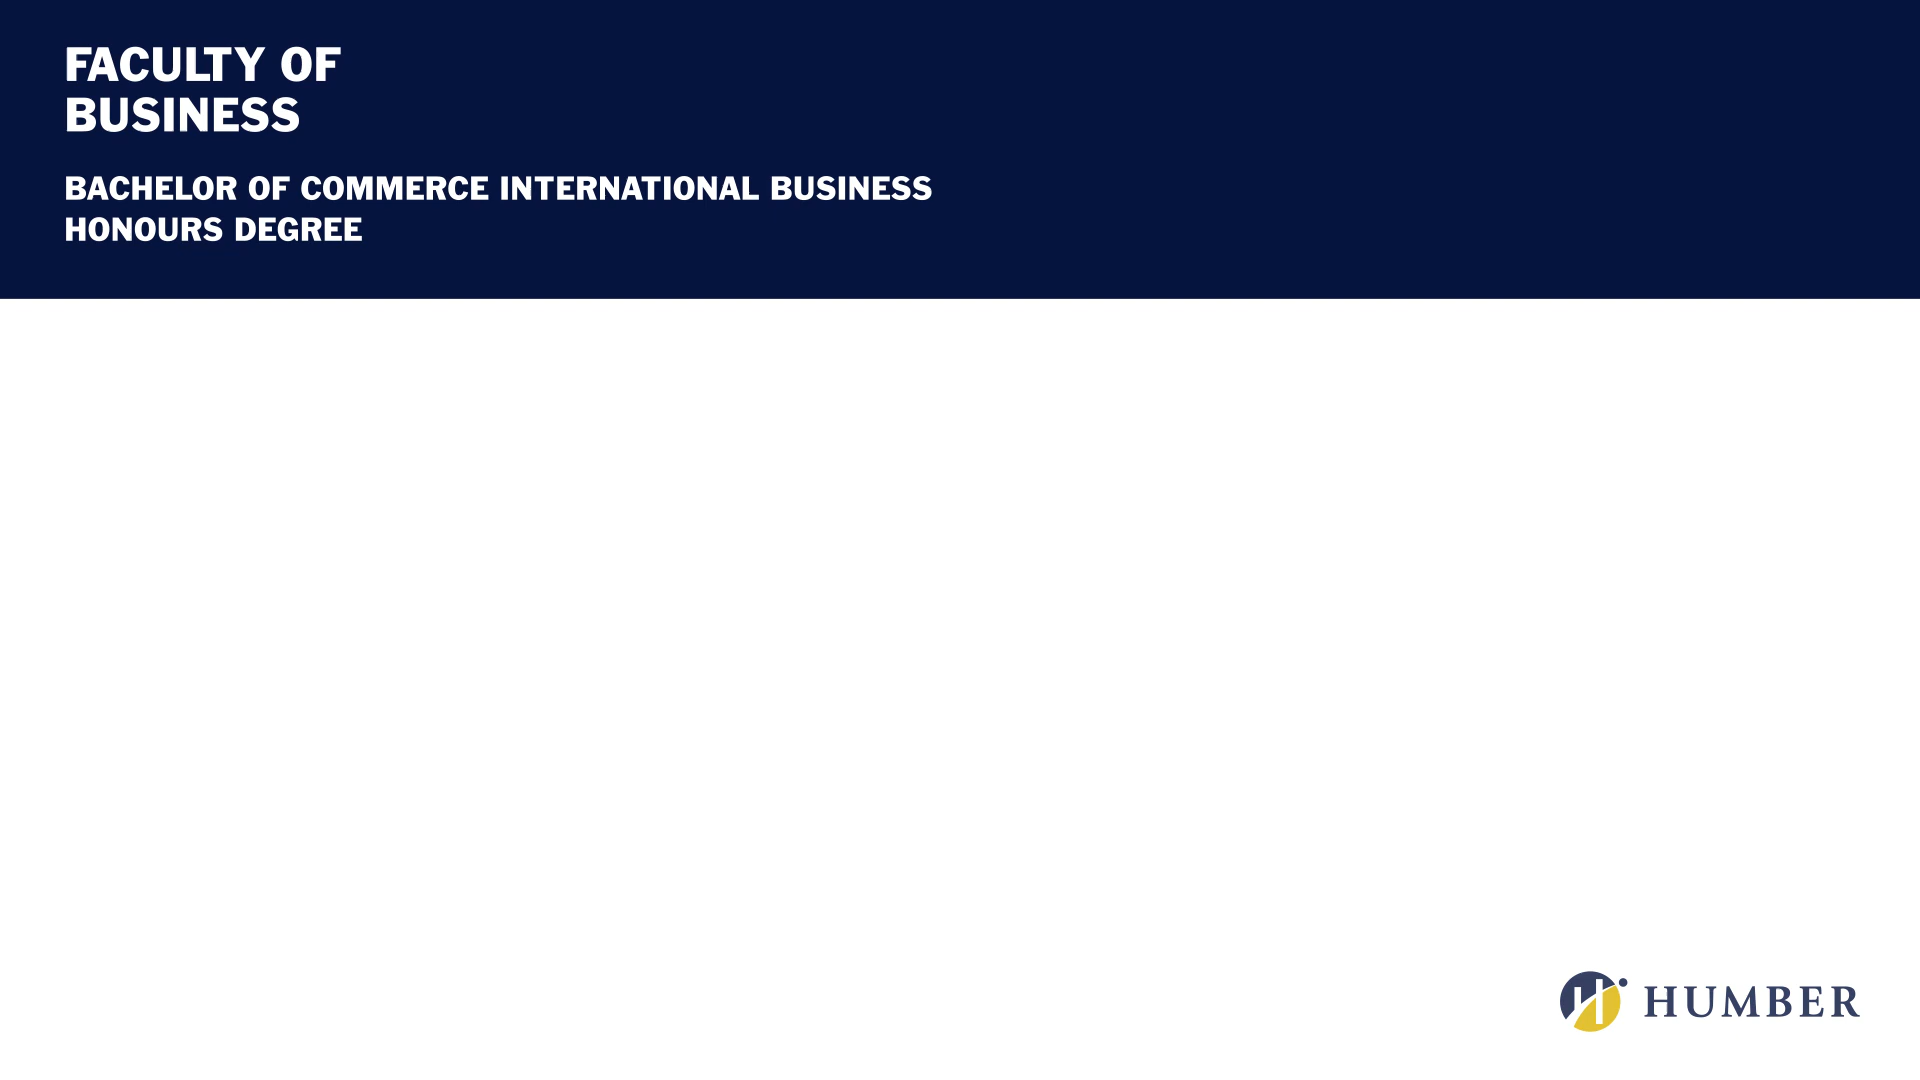 FACULTY OF
BUSINESS
BACHELOR OF COMMERCE INTERNATIONAL BUSINESS
HONOURS DEGREE
HUMBER